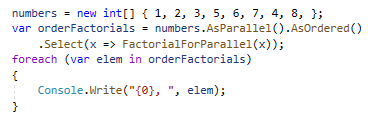 numbers = new int[] { 1, 2, 3, 5, 6, 7, 4, 8, };
var orderFactorials = numbers.AsParallel().AsOrdered()
.Select(x => FactorialForParallel(x));
foreach (var elem in orderFactorials)
{
Console.Write("{0}, ", elem);
}